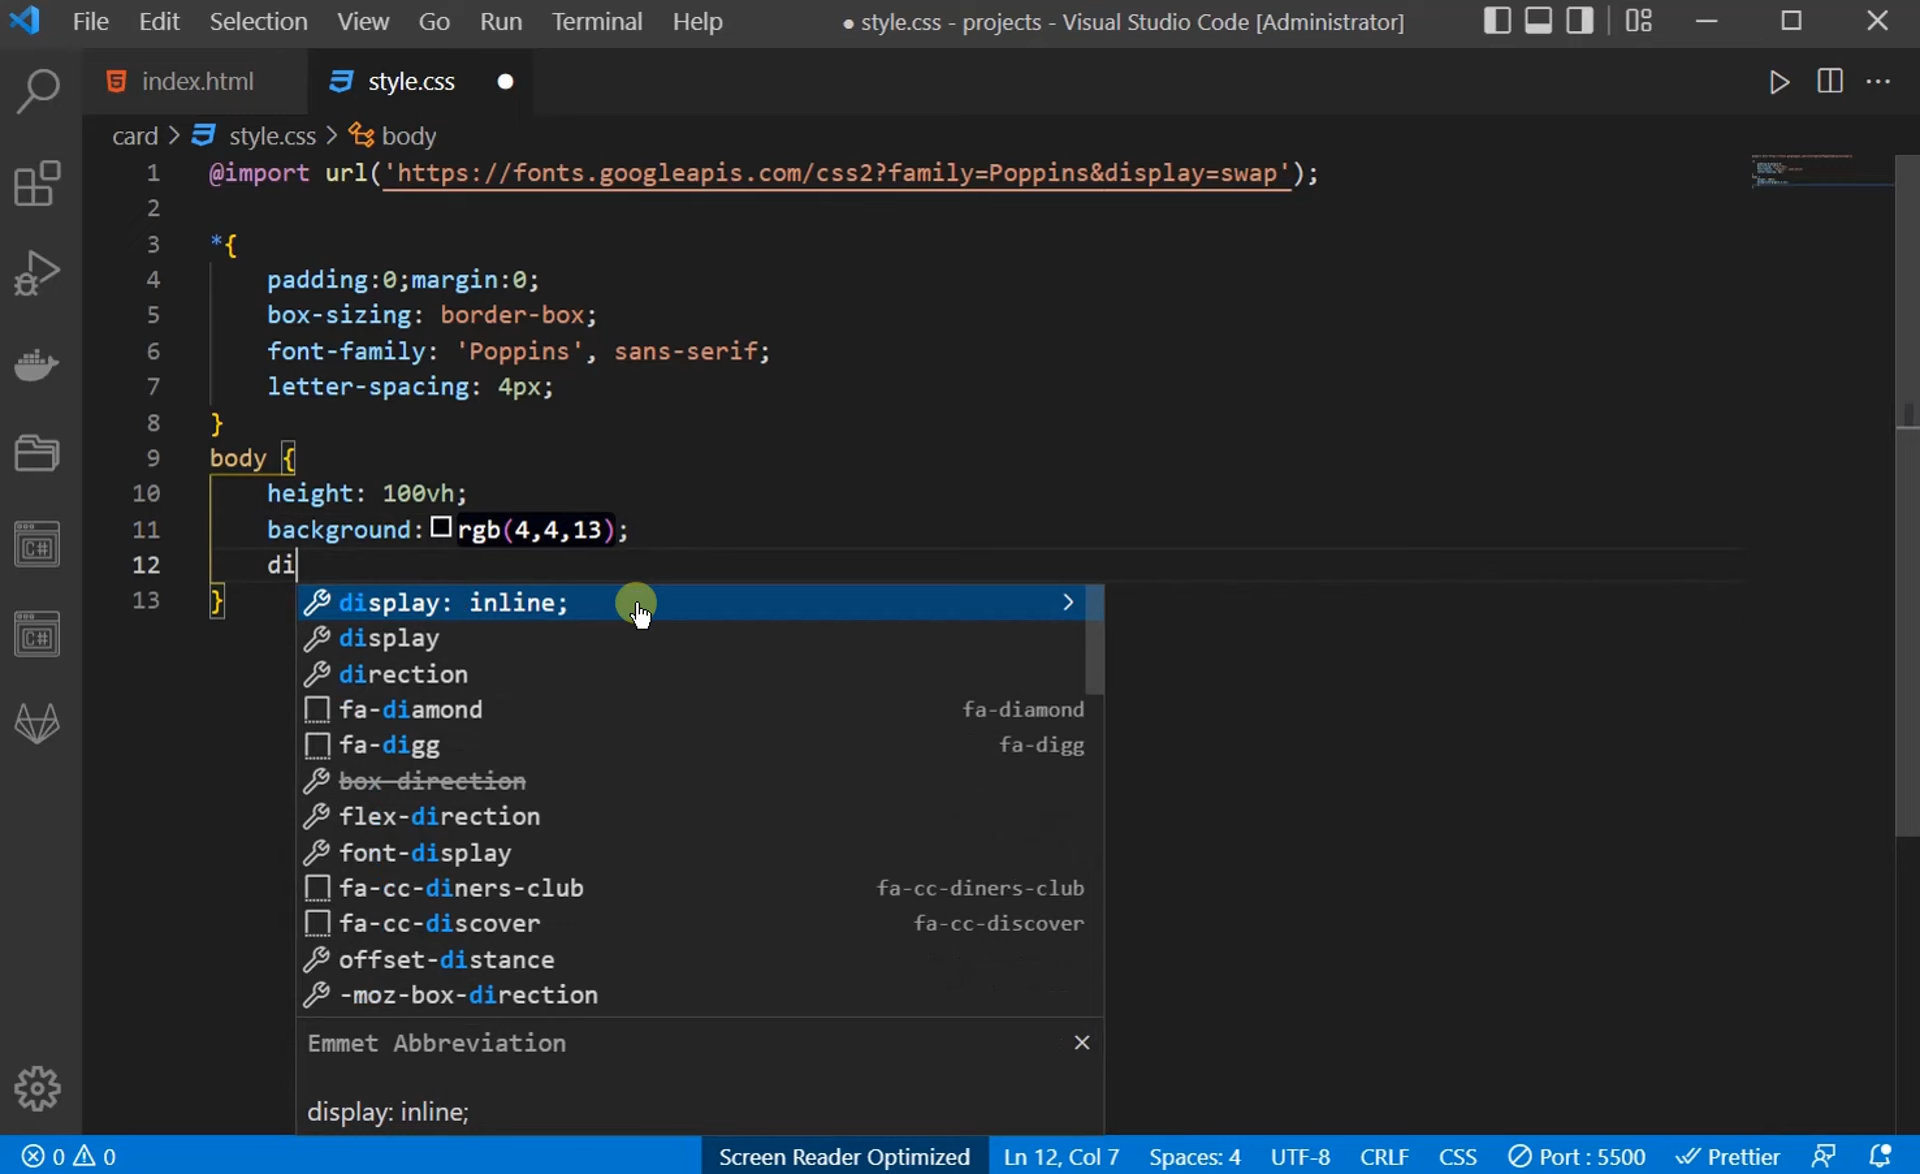 File Edit Selection View Go Run Terminal Help ● style.css - projects - Visual Studio Code [Administrator]
index.html style.css
card > style.css > body
1 @import url('https://fonts.googleapis.com/css2?family=Poppins&display=swap');
2
3 *{
4 padding:0;margin:0;
5 box-sizing: border-box;
6 font-family: 'Poppins', sans-serif;
7 letter-spacing: 4px;
8 }
9 body {
10 height: 100vh;
11 background: rgb(4,4,13);
12 di
13 }
display: inline;
display
direction
fa-diamond fa-diamond
fa-digg fa-digg
box-direction
flex-direction
font-display
fa-cc-diners-club fa-cc-diners-club
fa-cc-discover fa-cc-discover
offset-distance
-moz-box-direction
Emmet Abbreviation
display: inline;
0 0 Screen Reader Optimized Ln 12, Col 7 Spaces: 4 UTF-8 CRLF CSS Port : 5500 Prettier